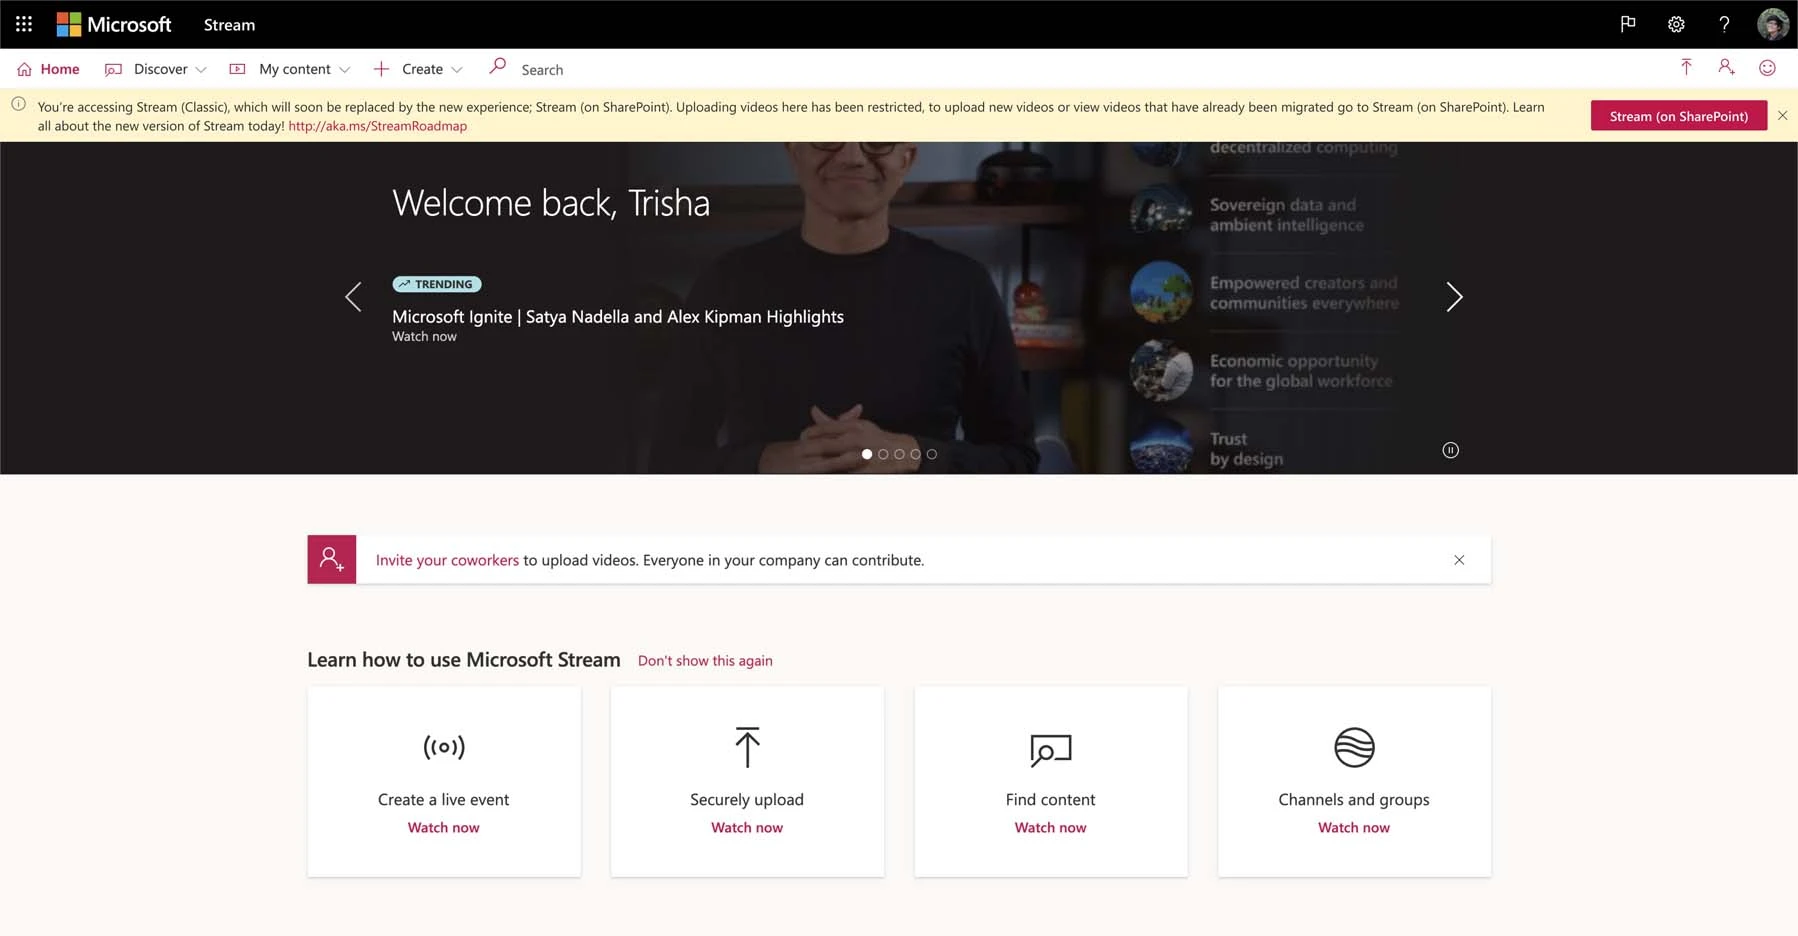 Microsoft Stream
Home Discover My content Create Search
You're accessing Stream (Classic), which will soon be replaced by the new experience; Stream (on SharePoint). Uploading videos here has been restricted, to upload new videos or view videos that have already been migrated go to Stream (on SharePoint). Learn
all about the new version of Stream today! http://aka.ms/StreamRoadmap
Stream (on SharePoint)
Welcome back, Trisha
TRENDING
Microsoft Ignite | Satya Nadella and Alex Kipman Highlights
Watch now
decentralized computing
Sovereign data and
ambient intelligence
Empowered creators and
communities everywhere
Economic opportunity
for the global workforce
Trust
by design
Invite your coworkers to upload videos. Everyone in your company can contribute.
Learn how to use Microsoft Stream Don't show this again
Create a live event
Watch now
Securely upload
Watch now
Find content
Watch now
Channels and groups
Watch now